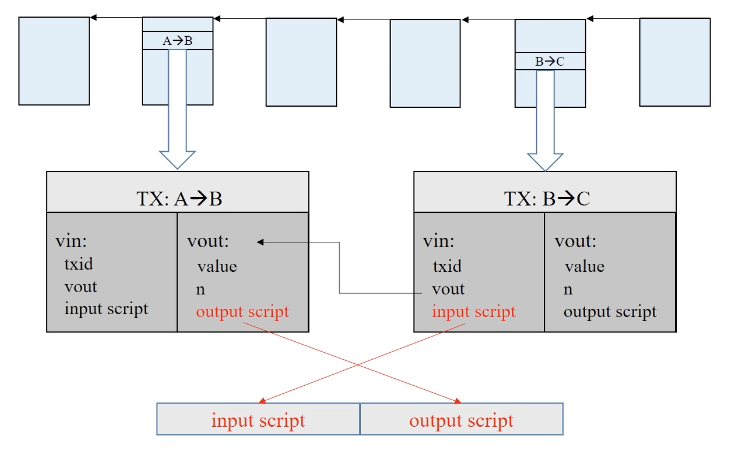 A→B
B→C
TX: A→B
vin:
txid
vout
input script
vout:
value
n
output script
TX: B→C
vin:
txid
vout
input script
vout:
value
n
output script
input script
output script